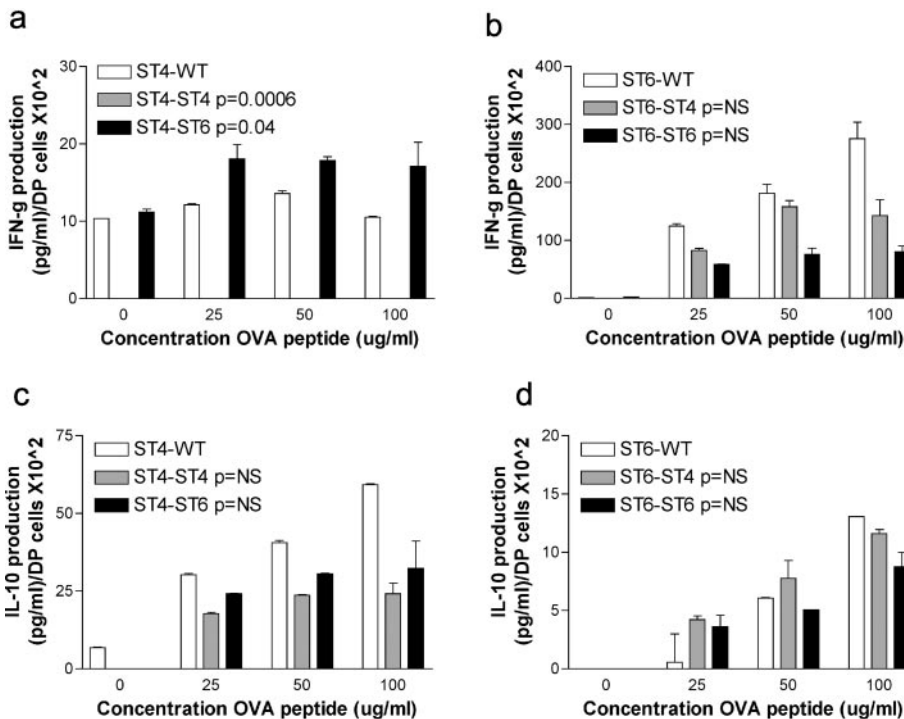 a
30
20
10
0
IFN-g production
(pg/ml)/DP cells X10^2
ST4-WT
ST4-ST4 p=0.0006
ST4-ST6 p=0.04
0 25 50 100
Concentration OVA peptide (ug/ml)
b
400
300
200
100
0
IFN-g production
(pg/ml)/DP cells X10^2
ST6-WT
ST6-ST4 p=NS
ST6-ST6 p=NS
0 25 50 100
Concentration OVA peptide (ug/ml)
c
75
50
25
0
IL-10 production
(pg/ml)/DP cells X10^2
ST4-WT
ST4-ST4 p=NS
ST4-ST6 p=NS
0 25 50 100
Concentration OVA peptide (ug/ml)
d
20
15
10
5
0
IL-10 production
(pg/ml)/DP cells X10^2
ST6-WT
ST6-ST4 p=NS
ST6-ST6 p=NS
0 25 50 100
Concentration OVA peptide (ug/ml)